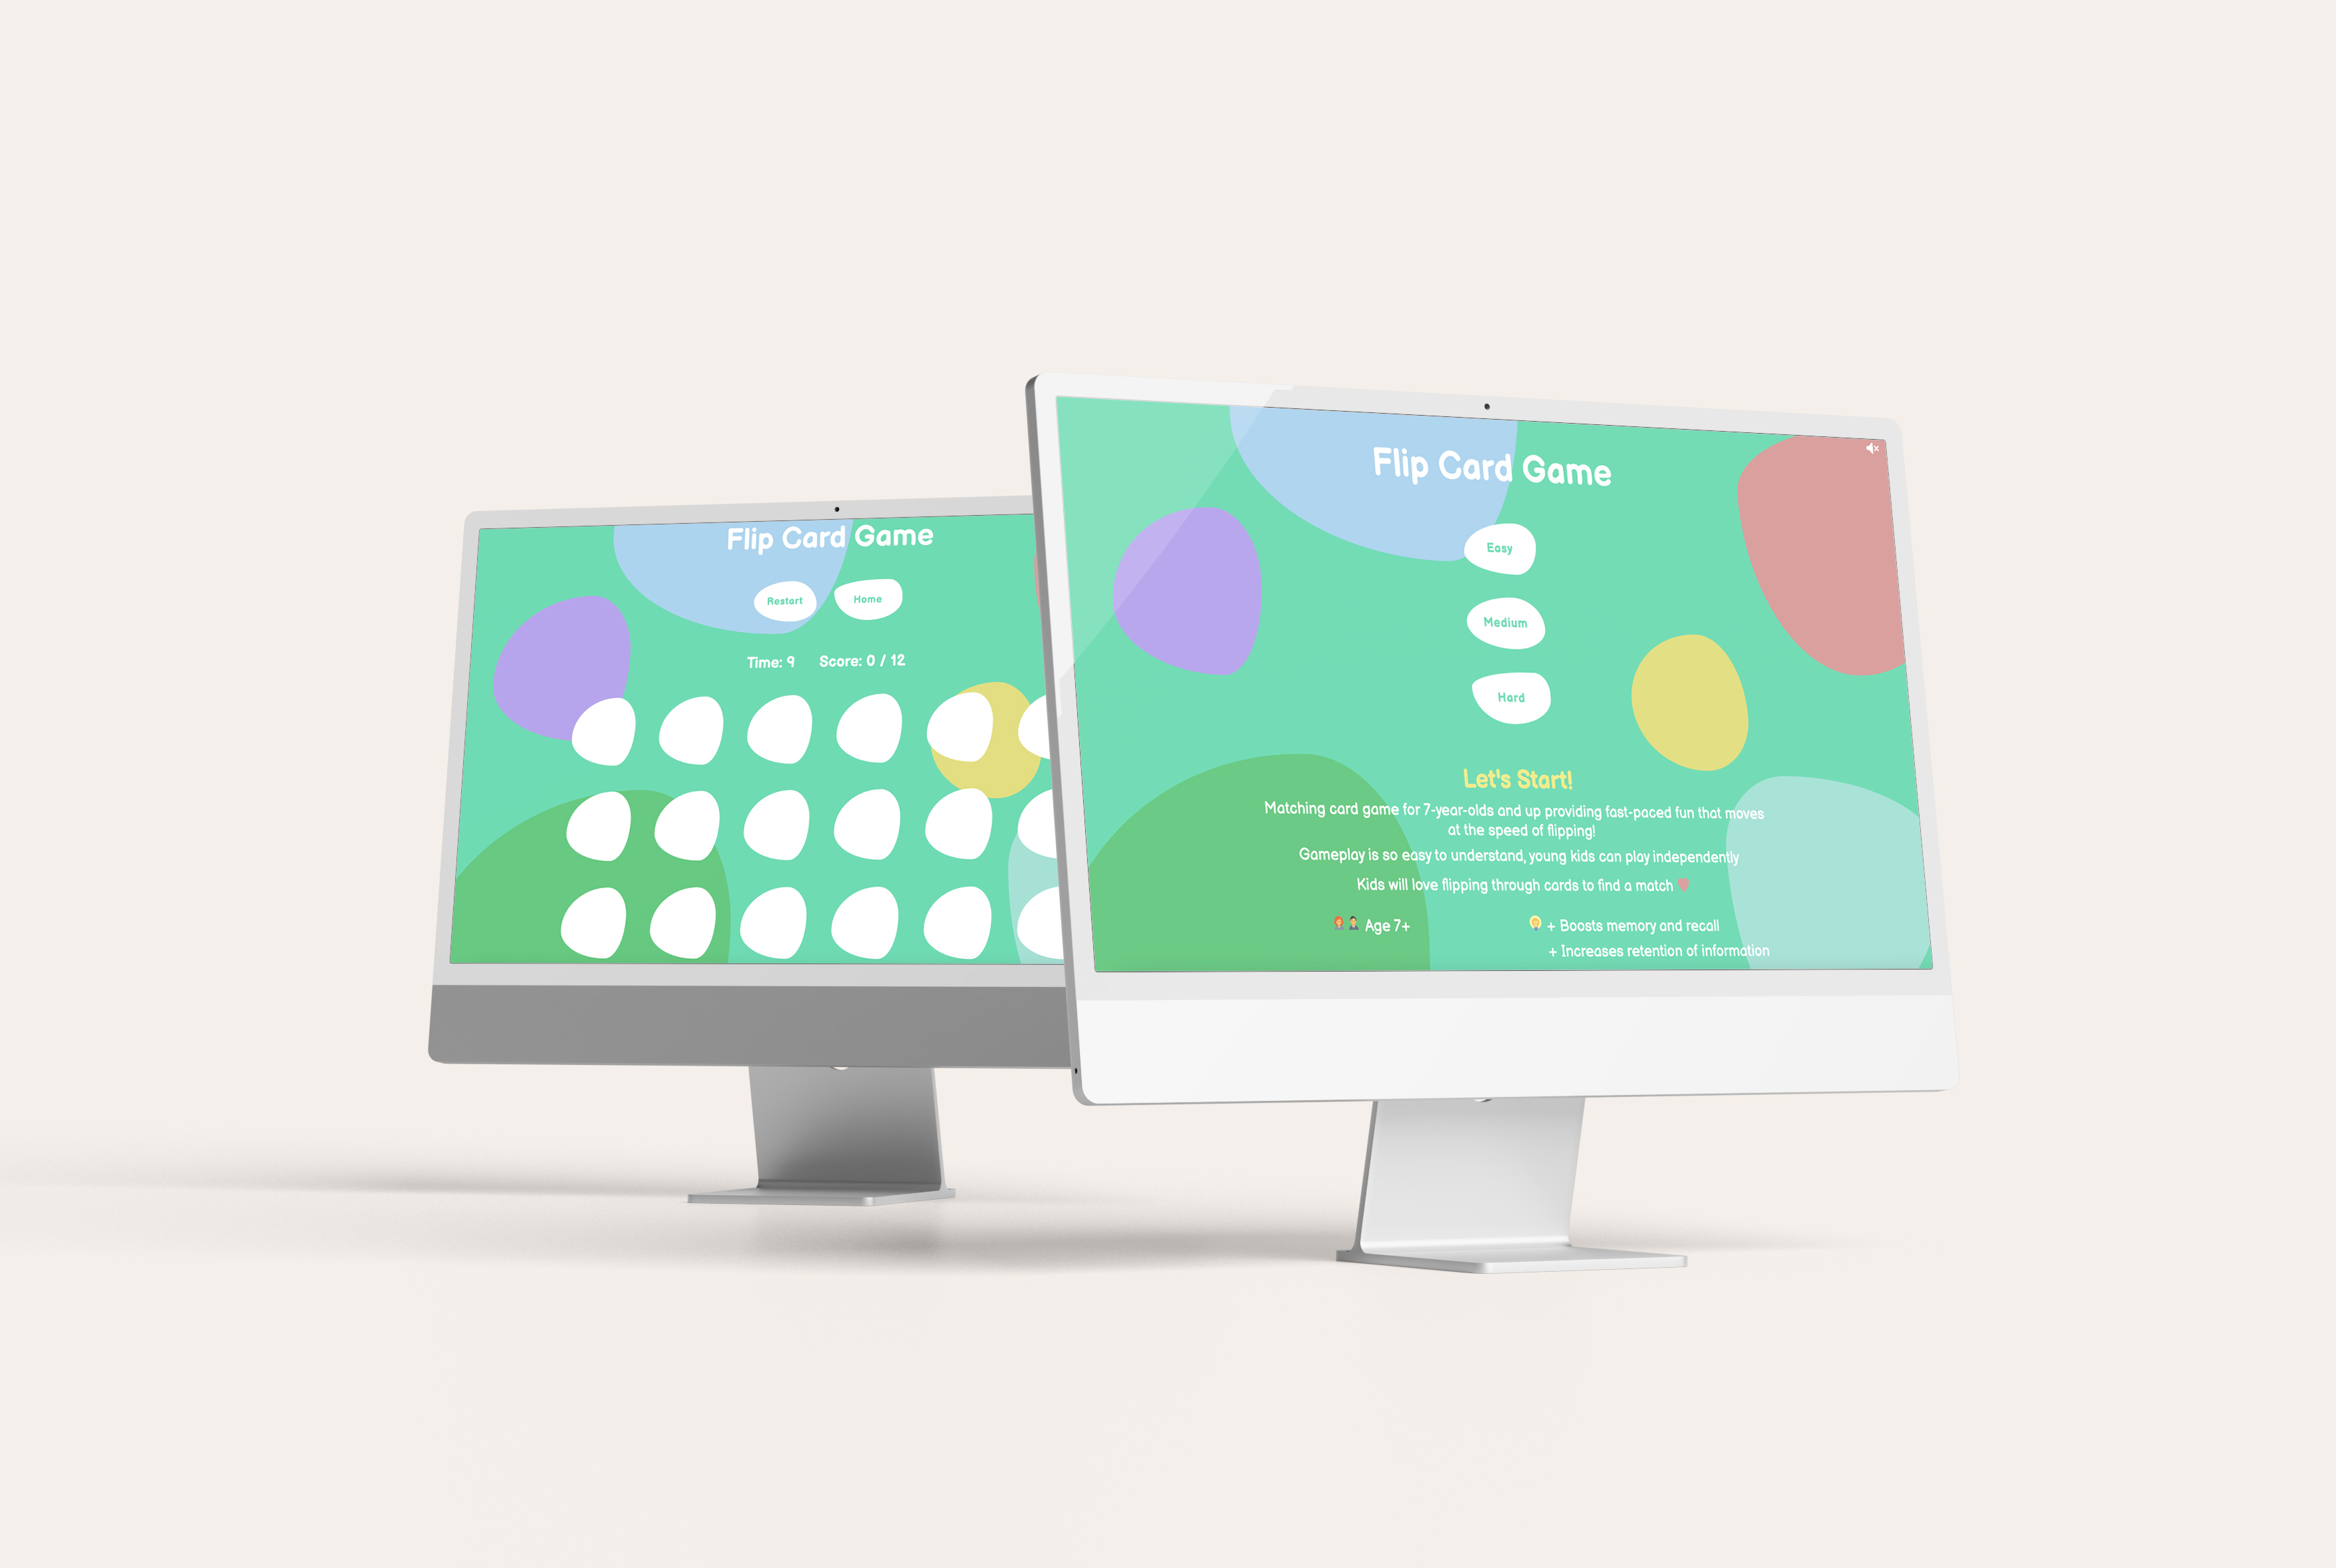 Flip Card Game
Restart
Home
Time: 9
Score: 0 / 12
Flip Card Game
Easy
Medium
Hard
Let's Start!
Matching card game for 7-year-olds and up providing fast-paced fun that moves
at the speed of flipping!
Gameplay is so easy to understand, young kids can play independently
Kids will love flipping through cards to find a match
Age 7+
+ Boosts memory and recall
+ Increases retention of information